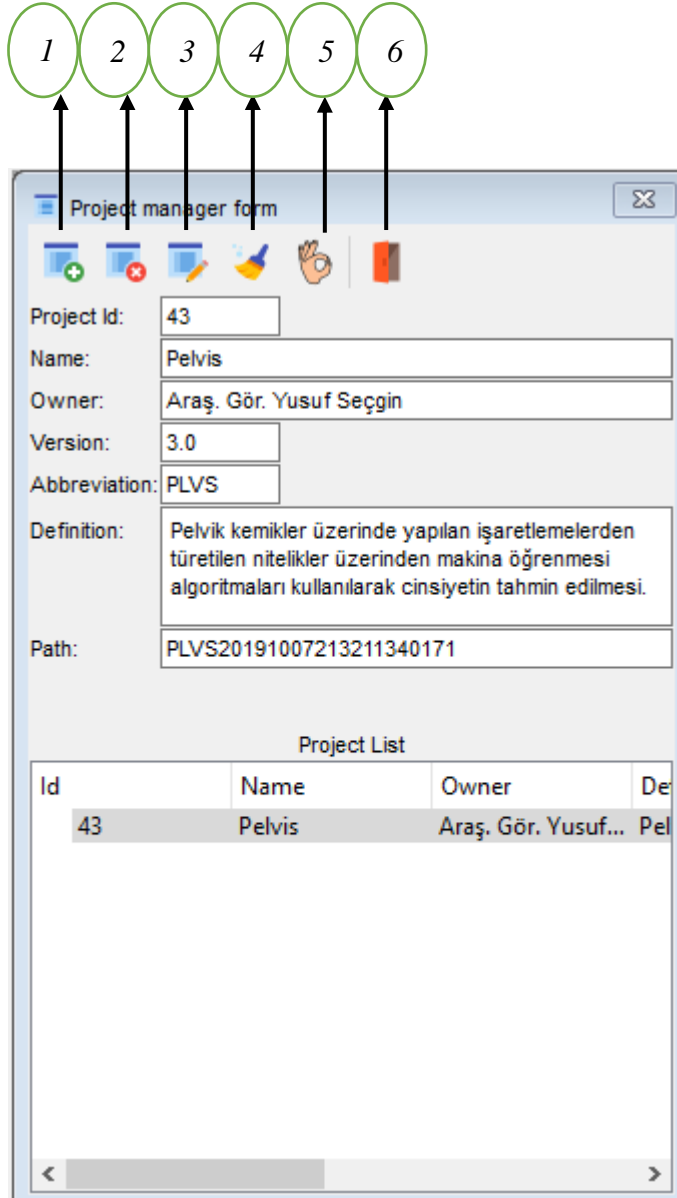 1 2 3 4 5 6
Project manager form
Project Id: 43
Name: Pelvis
Owner: Araş. Gör. Yusuf Seçgin
Version: 3.0
Abbreviation: PLVS
Definition: Pelvik kemikler üzerinde yapılan işaretlemelerden
türetilen nitelikler üzerinden makina öğrenmesi
algoritmaları kullanılarak cinsiyetin tahmin edilmesi.
Path: PLVS20191007213211340171
Project List
Id Name Owner De
43 Pelvis Araş. Gör. Yusuf... Pel